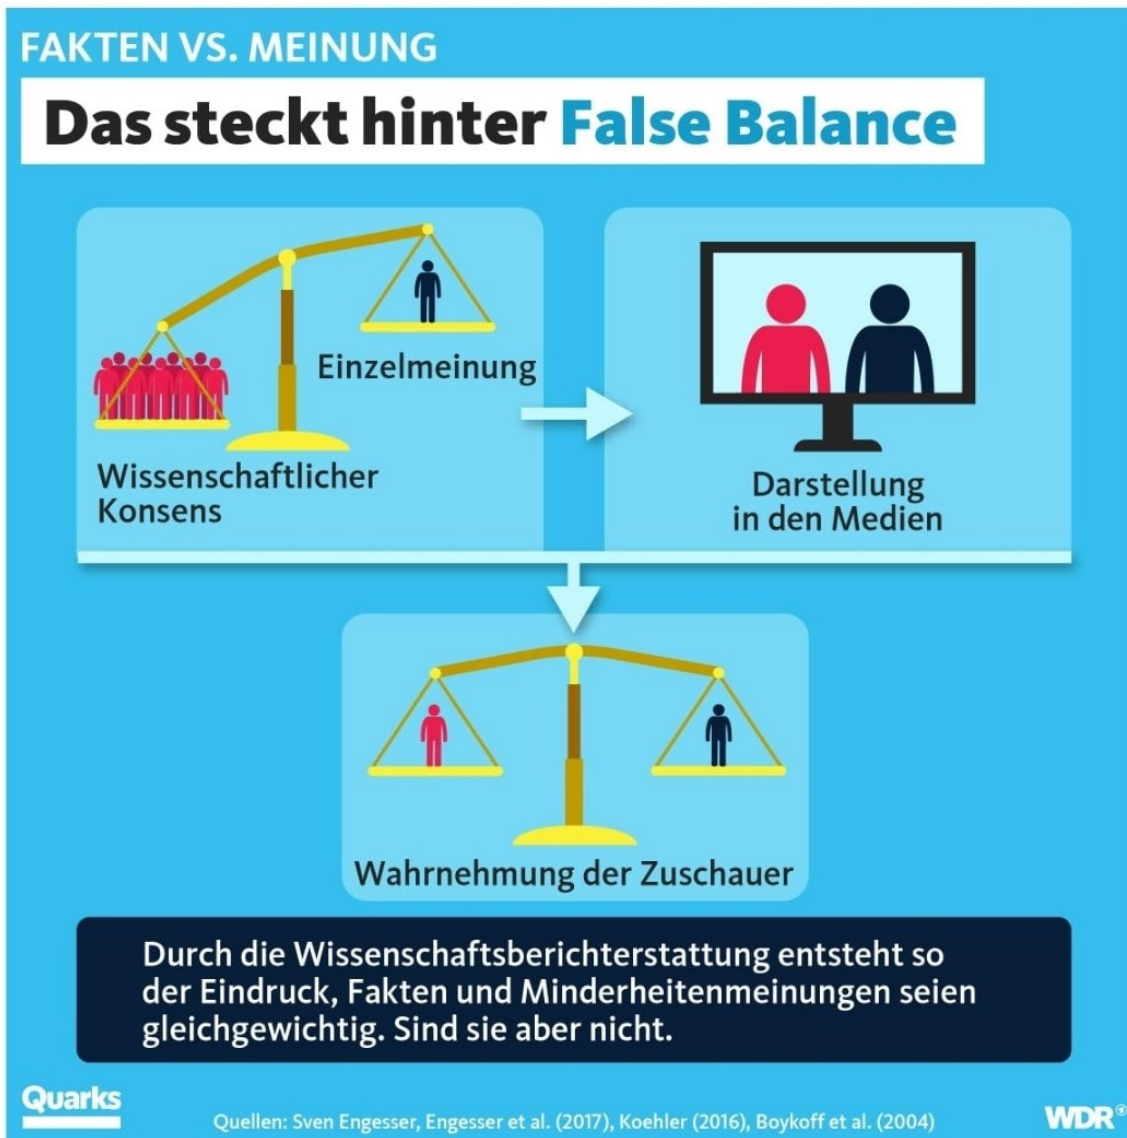 FAKTEN VS. MEINUNG
Das steckt hinter False Balance
Einzelmeinung
Wissenschaftlicher
Konsens
Darstellung
in den Medien
Wahrnehmung der Zuschauer
Durch die Wissenschaftsberichterstattung entsteht so
der Eindruck, Fakten und Minderheitenmeinungen seien
gleichgewichtig. Sind sie aber nicht.
Quarks
Quellen: Sven Engesser, Engesser et al. (2017), Koehler (2016), Boykoff et al. (2004)
WDR